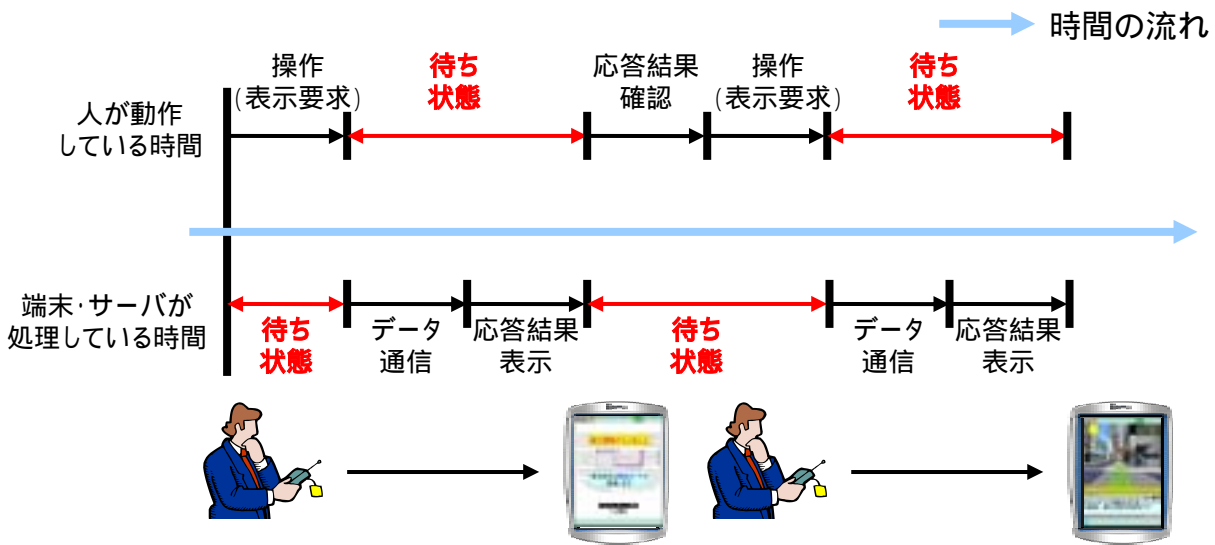 時間の流れ
操作
(表示要求)
待ち
状態
応答結果
確認
操作
(表示要求)
待ち
状態
人が動作
している時間
端末・サーバが
処理している時間
待ち
状態
データ
通信
応答結果
表示
待ち
状態
データ
通信
応答結果
表示